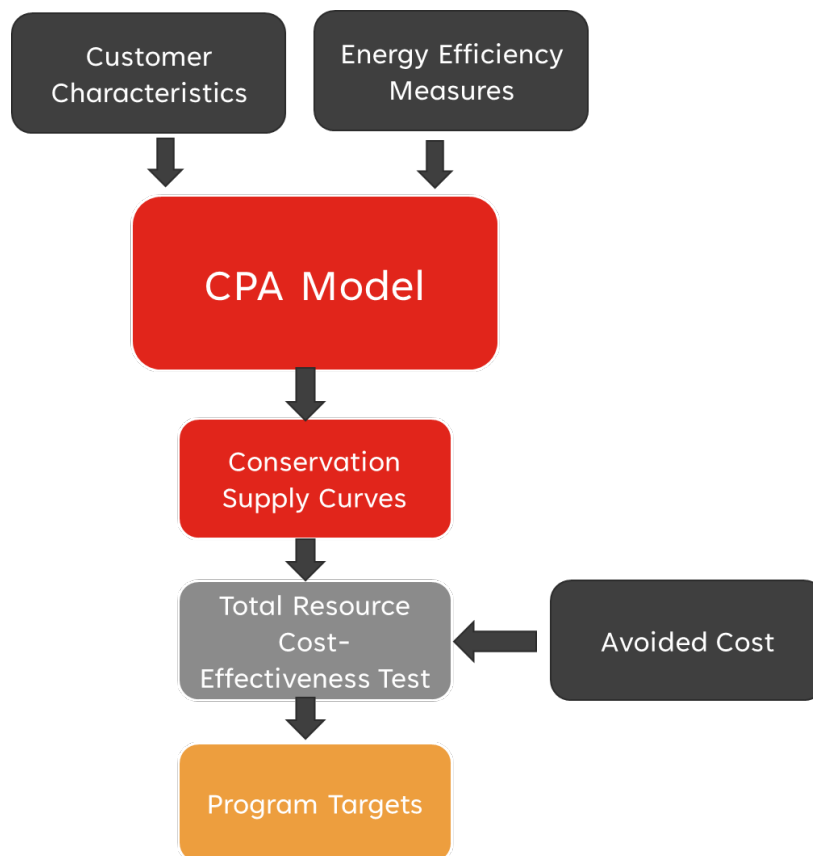 Customer
Characteristics
Energy Efficiency
Measures
CPA Model
Conservation
Supply Curves
Total Resource
Cost-
Effectiveness Test
Avoided Cost
Program Targets